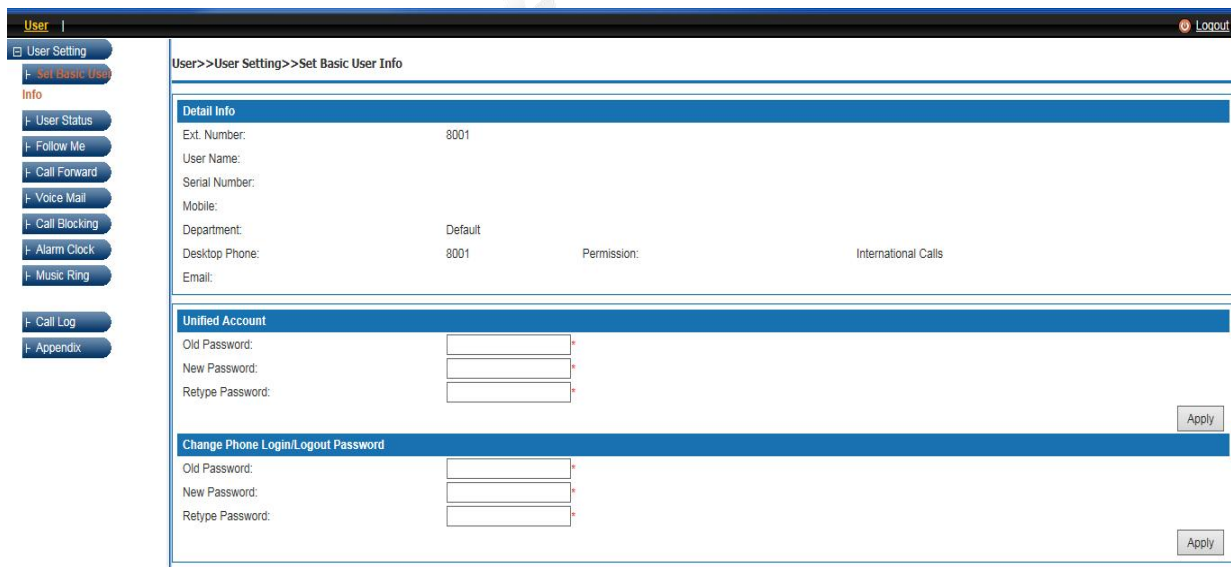 User |
Logout
User Setting
Set Basic User
Info
User Status
Follow Me
Call Forward
Voice Mail
Call Blocking
Alarm Clock
Music Ring
Call Log
Appendix
User>>User Setting>>Set Basic User Info
Detail Info
Ext. Number: 8001
User Name:
Serial Number:
Mobile:
Department: Default
Desktop Phone: 8001 Permission: International Calls
Email:
Unified Account
Old Password: *
New Password: *
Retype Password: *
Apply
Change Phone Login/Logout Password
Old Password: *
New Password: *
Retype Password: *
Apply